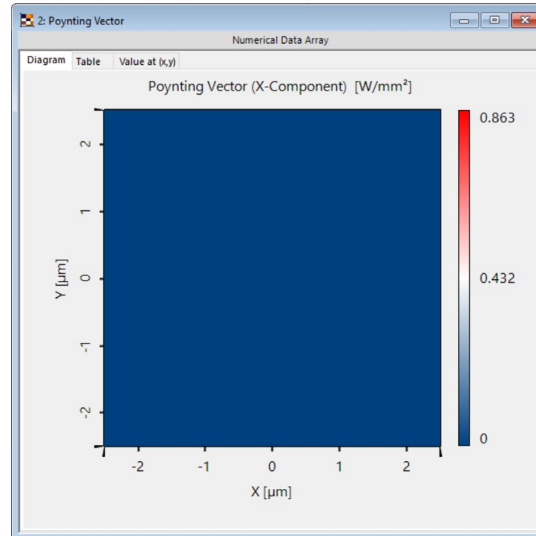 2: Poynting Vector
Numerical Data Array
Diagram Table Value at (x,y)
Poynting Vector (X-Component) [W/mm²]
0.863
0.432
0
Y [µm]
2
1
0
-1
-2
-2 -1 0 1 2
X [µm]